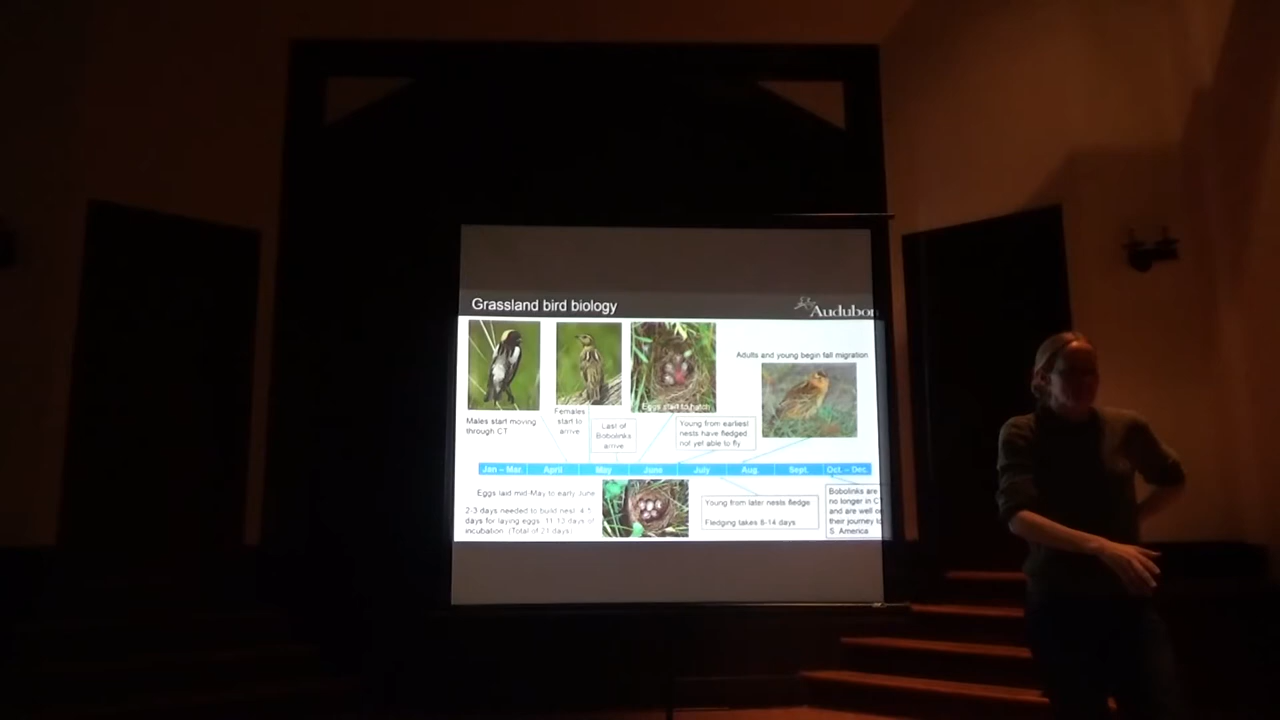 Grassland bird biology
Audubon
Adults and young begin fall migration
Eggs start to hatch
Males start moving
through CT
Females
start to
arrive
Last of
Bobolinks
arrive
Young from earliest
nests have fledged
not yet able to fly
Jan – Mar.
April
May
June
July
Aug.
Sept.
Oct. – Dec.
Eggs laid mid-May to early June
2-3 days needed to build nest. 4-5
days for laying eggs. 11-13 days of
incubation. (Total of 21 days)
Young from later nests fledge
Fledging takes 8-14 days
Bobolinks are
no longer in C
and are well o
their journey t
S. America